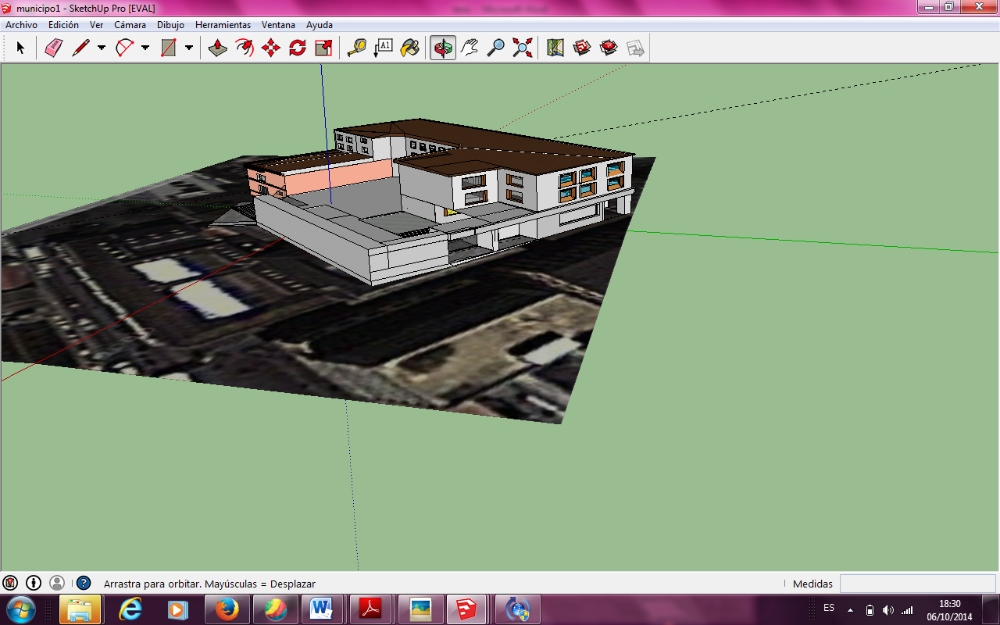 municipo1 - SketchUp Pro [EVAL]
Archivo Edición Ver Cámara Dibujo Herramientas Ventana Ayuda
A1
Arrastra para orbitar. Mayúsculas = Desplazar
Medidas
ES
18:30
06/10/2014